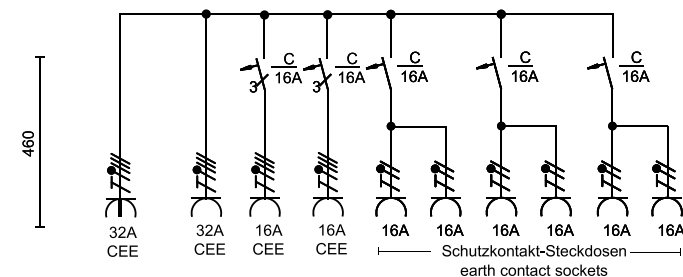 C C C C C
16A 16A 16A 16A 16A
3 3
460
32A 32A 16A 16A 16A 16A 16A 16A 16A 16A
CEE CEE CEE CEE
Schutzkontakt-Steckdosen
earth contact sockets